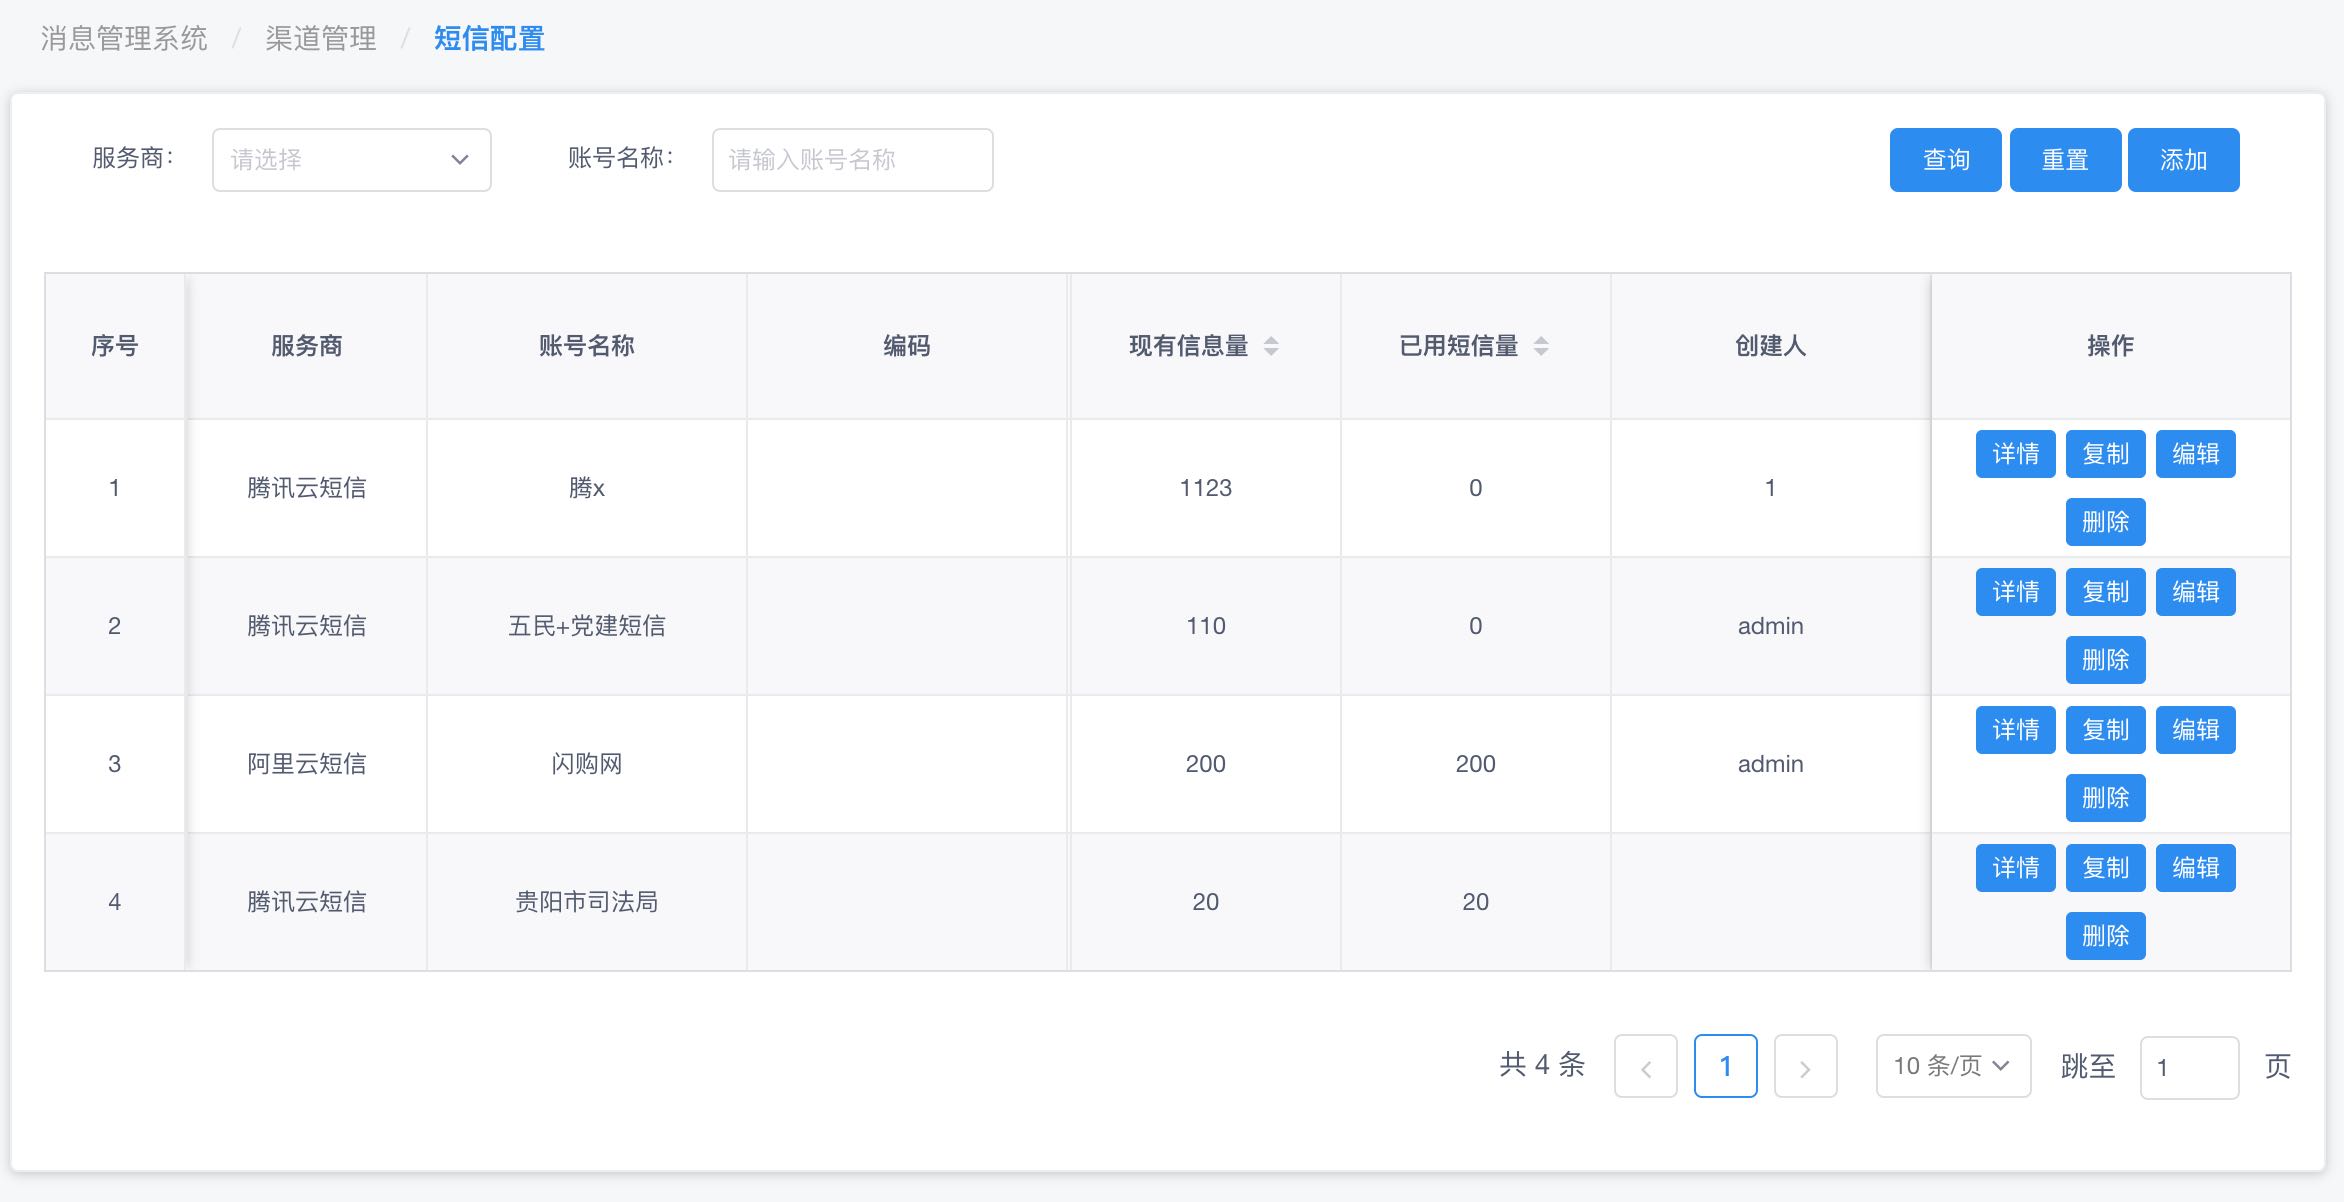 消息管理系统 / 渠道管理 / 短信配置
服务商: 请选择 账号名称: 请输入账号名称 查询 重置 添加
序号 服务商 账号名称 编码 现有信息量 已用短信量 创建人 操作
1 腾讯云短信 腾x 1123 0 1 详情 复制 编辑
删除
2 腾讯云短信 五民+党建短信 110 0 admin 详情 复制 编辑
删除
3 阿里云短信 闪购网 200 200 admin 详情 复制 编辑
删除
4 腾讯云短信 贵阳市司法局 20 20 详情 复制 编辑
删除
共 4 条 1 10 条/页 跳至 1 页